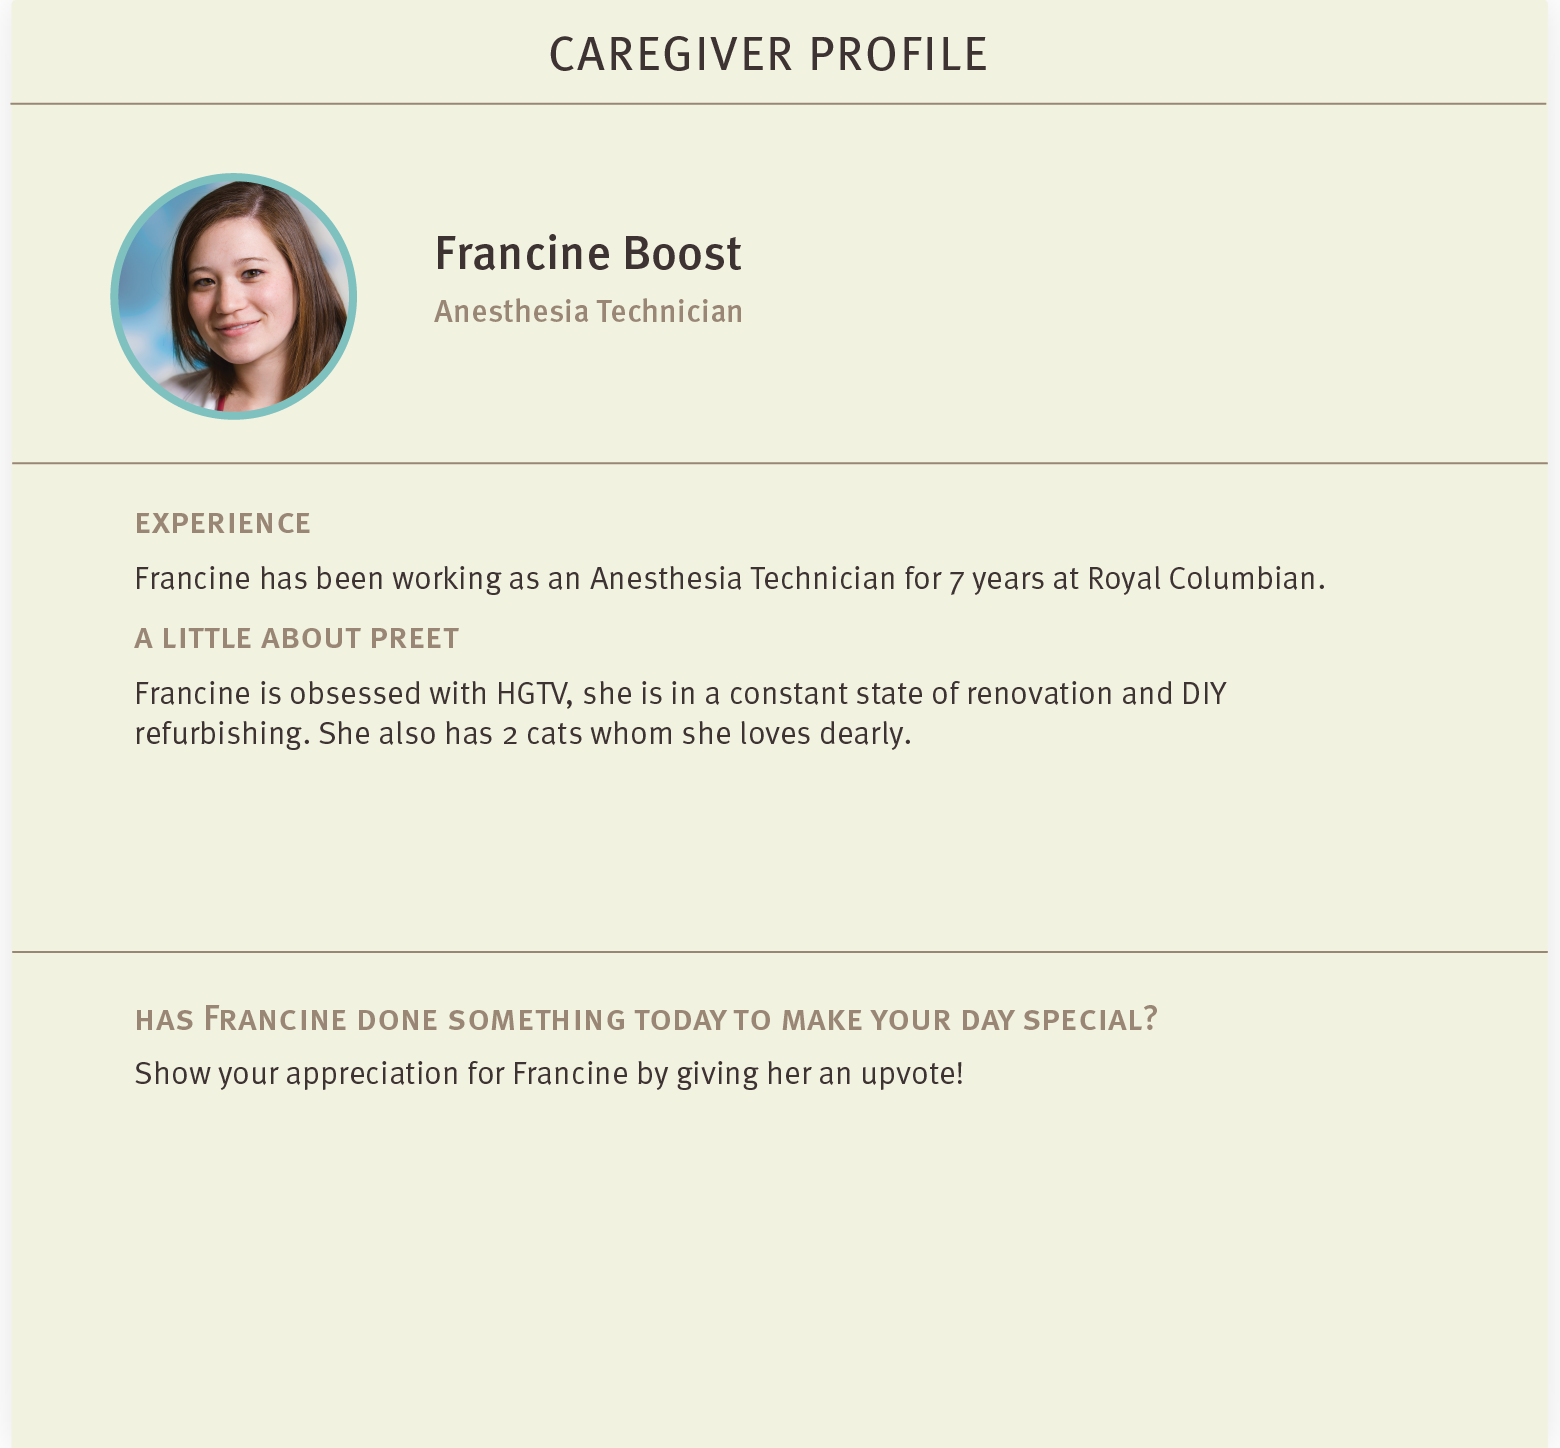 CAREGIVER PROFILE
Francine Boost
Anesthesia Technician
EXPERIENCE
Francine has been working as an Anesthesia Technician for 7 years at Royal Columbian.
A LITTLE ABOUT PREET
Francine is obsessed with HGTV, she is in a constant state of renovation and DIY
refurbishing. She also has 2 cats whom she loves dearly.
HAS FRANCINE DONE SOMETHING TODAY TO MAKE YOUR DAY SPECIAL?
Show your appreciation for Francine by giving her an upvote!